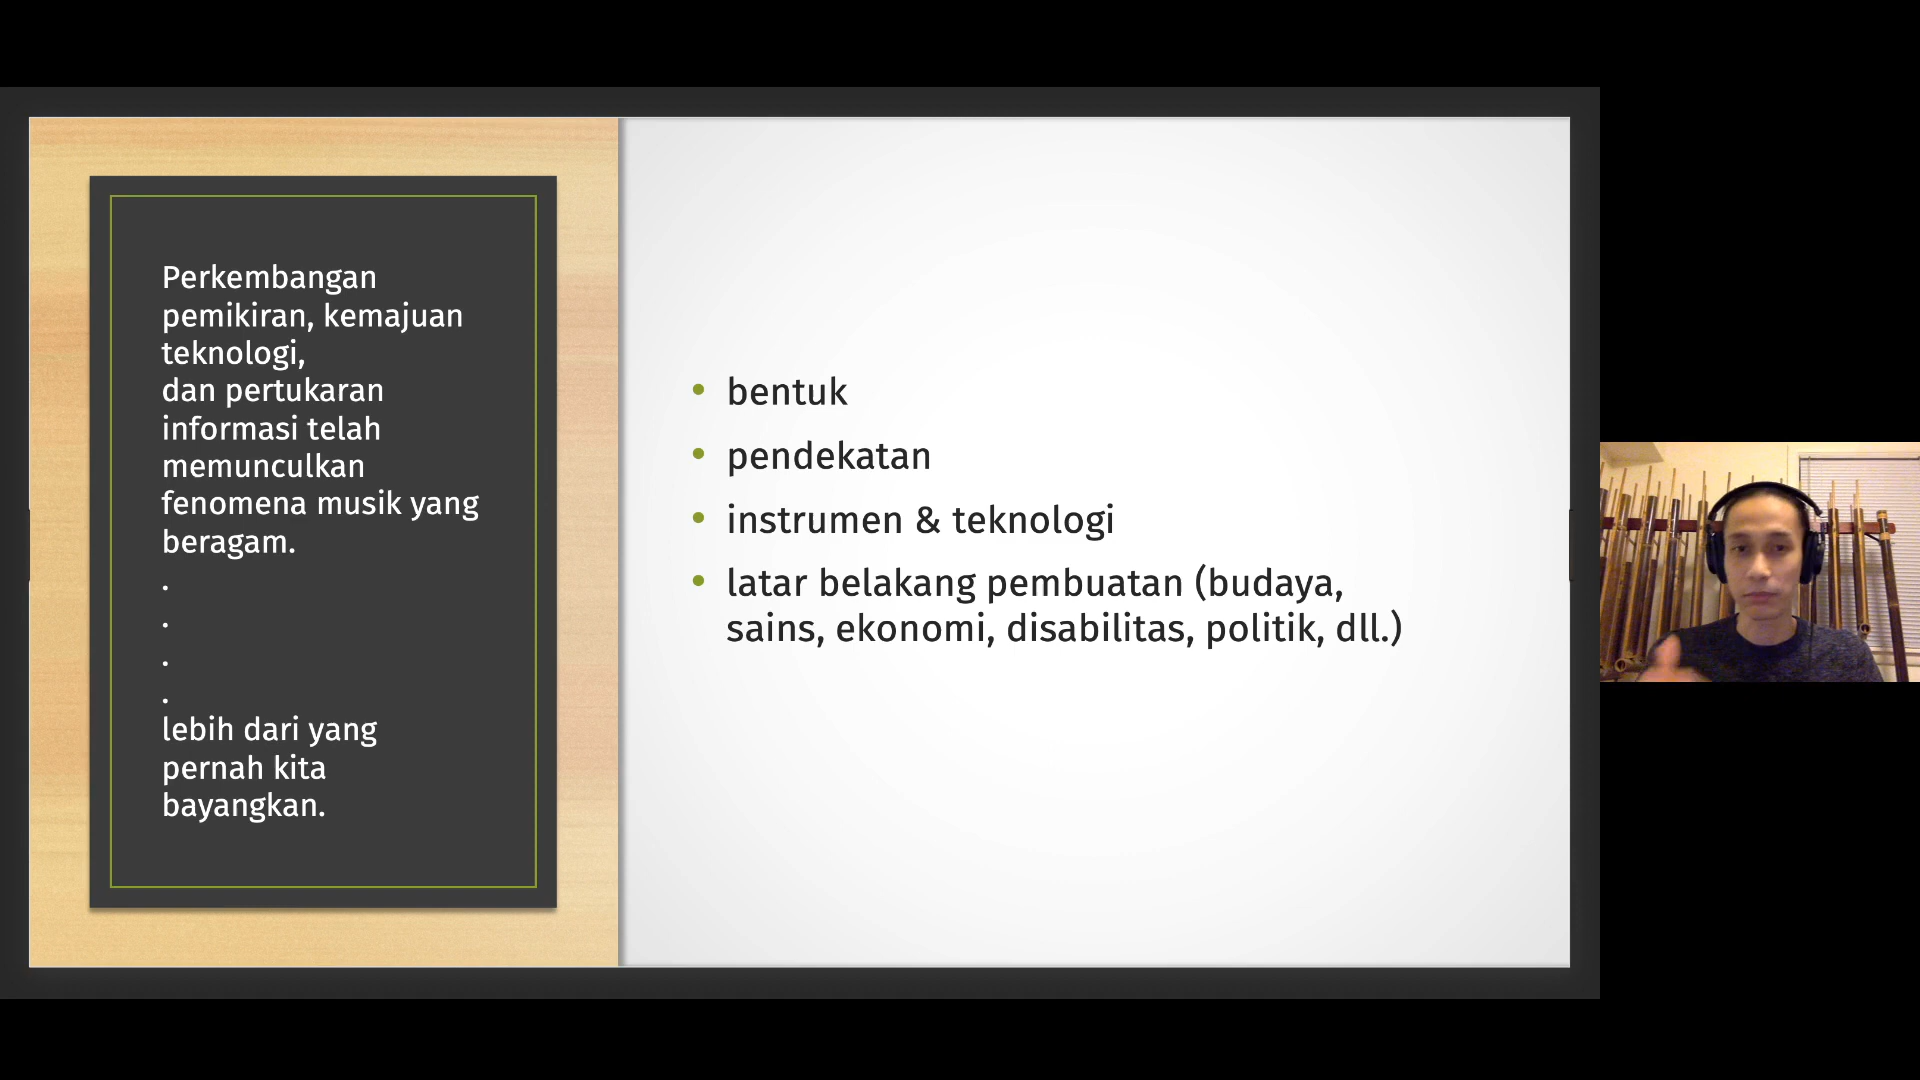 Perkembangan
pemikiran, kemajuan
teknologi,
dan pertukaran
informasi telah
memunculkan
fenomena musik yang
beragam.
.
.
.
.
lebih dari yang
pernah kita
bayangkan.
• bentuk
• pendekatan
• instrumen & teknologi
• latar belakang pembuatan (budaya,
sains, ekonomi, disabilitas, politik, dll.)